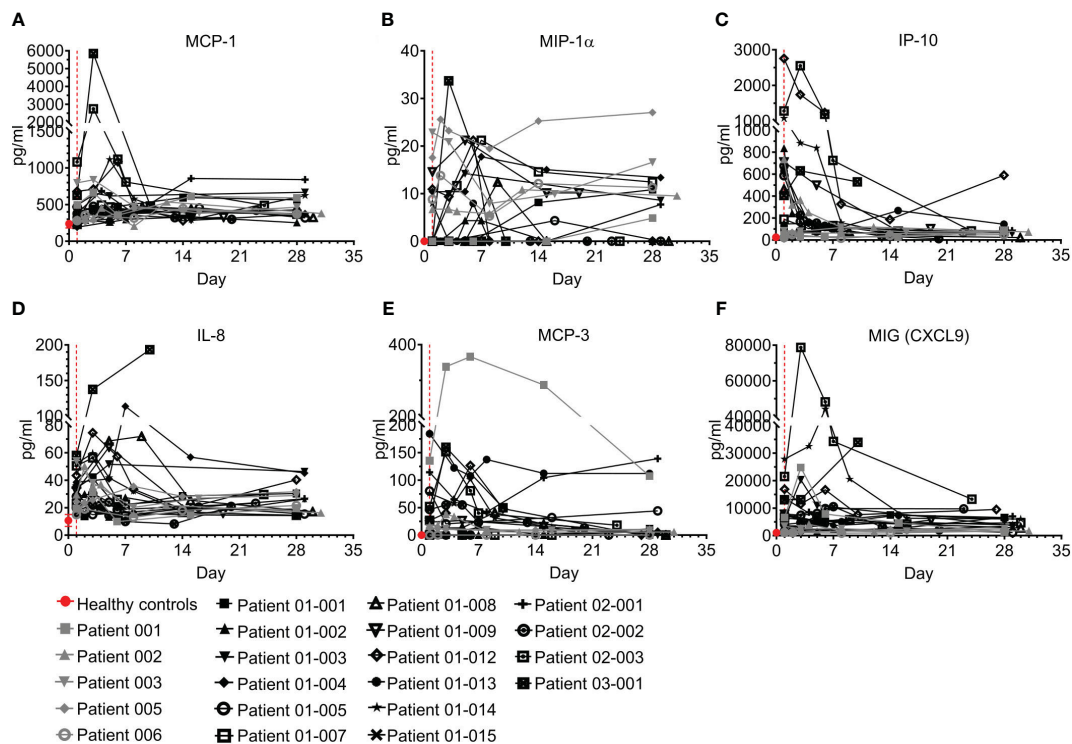 A
MCP-1
6000
5000
4000
3000
2000
1500
1000
500
0
pg/ml
0 7 14 21 28 35
Day
B
MIP-1α
40
30
20
10
0
pg/ml
0 7 14 21 28 35
Day
C
IP-10
3000
2000
1000
1000
800
600
400
200
0
pg/ml
0 7 14 21 28 35
Day
D
IL-8
200
150
100
80
60
40
20
0
pg/ml
0 7 14 21 28 35
Day
E
MCP-3
400
200
200
150
100
50
0
pg/ml
0 7 14 21 28 35
Day
F
MIG (CXCL9)
80000
60000
40000
40000
30000
20000
10000
0
pg/ml
0 7 14 21 28 35
Day
Healthy controls
Patient 001
Patient 002
Patient 003
Patient 005
Patient 006
Patient 01-001
Patient 01-002
Patient 01-003
Patient 01-004
Patient 01-005
Patient 01-007
Patient 01-008
Patient 01-009
Patient 01-012
Patient 01-013
Patient 01-014
Patient 01-015
Patient 02-001
Patient 02-002
Patient 02-003
Patient 03-001